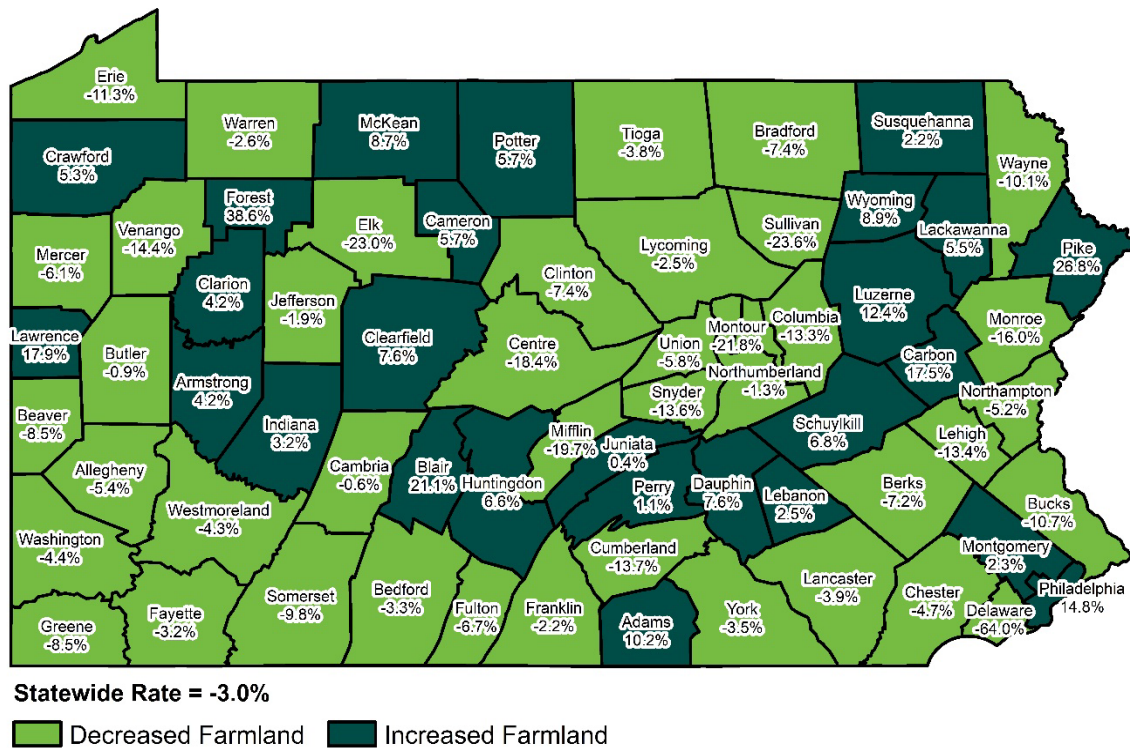 Erie
-11.3%
Warren
-2.6%
McKean
8.7%
Potter
5.7%
Tioga
-3.8%
Bradford
-7.4%
Susquehanna
2.2%
Wayne
-10.1%
Crawford
5.3%
Forest
38.6%
Venango
-14.4%
Elk
-23.0%
Cameron
5.7%
Sullivan
-23.6%
Wyoming
8.9%
Lackawanna
5.5%
Pike
26.8%
Mercer
-6.1%
Clarion
4.2%
Jefferson
-1.9%
Clinton
-7.4%
Lycoming
-2.5%
Luzerne
12.4%
Lawrence
17.9%
Butler
-0.9%
Clearfield
7.6%
Centre
-18.4%
Union
-5.8%
Montour
-21.8%
Columbia
-13.3%
Monroe
-16.0%
Carbon
17.5%
Armstrong
4.2%
Northumberland
-1.3%
Northampton
-5.2%
Beaver
-8.5%
Indiana
3.2%
Snyder
-13.6%
Schuylkill
6.8%
Lehigh
-13.4%
Allegheny
-5.4%
Cambria
-0.6%
Blair
21.1%
Huntingdon
6.6%
Mifflin
-19.7%
Juniata
0.4%
Perry
1.1%
Dauphin
7.6%
Lebanon
2.5%
Berks
-7.2%
Bucks
-10.7%
Westmoreland
-4.3%
Washington
-4.4%
Cumberland
-13.7%
Montgomery
2.3%
Philadelphia
14.8%
Greene
-8.5%
Fayette
-3.2%
Somerset
-9.8%
Bedford
-3.3%
Fulton
-6.7%
Franklin
-2.2%
Adams
10.2%
York
-3.5%
Lancaster
-3.9%
Chester
-4.7%
Delaware
-64.0%
Statewide Rate = -3.0%
Decreased Farmland
Increased Farmland